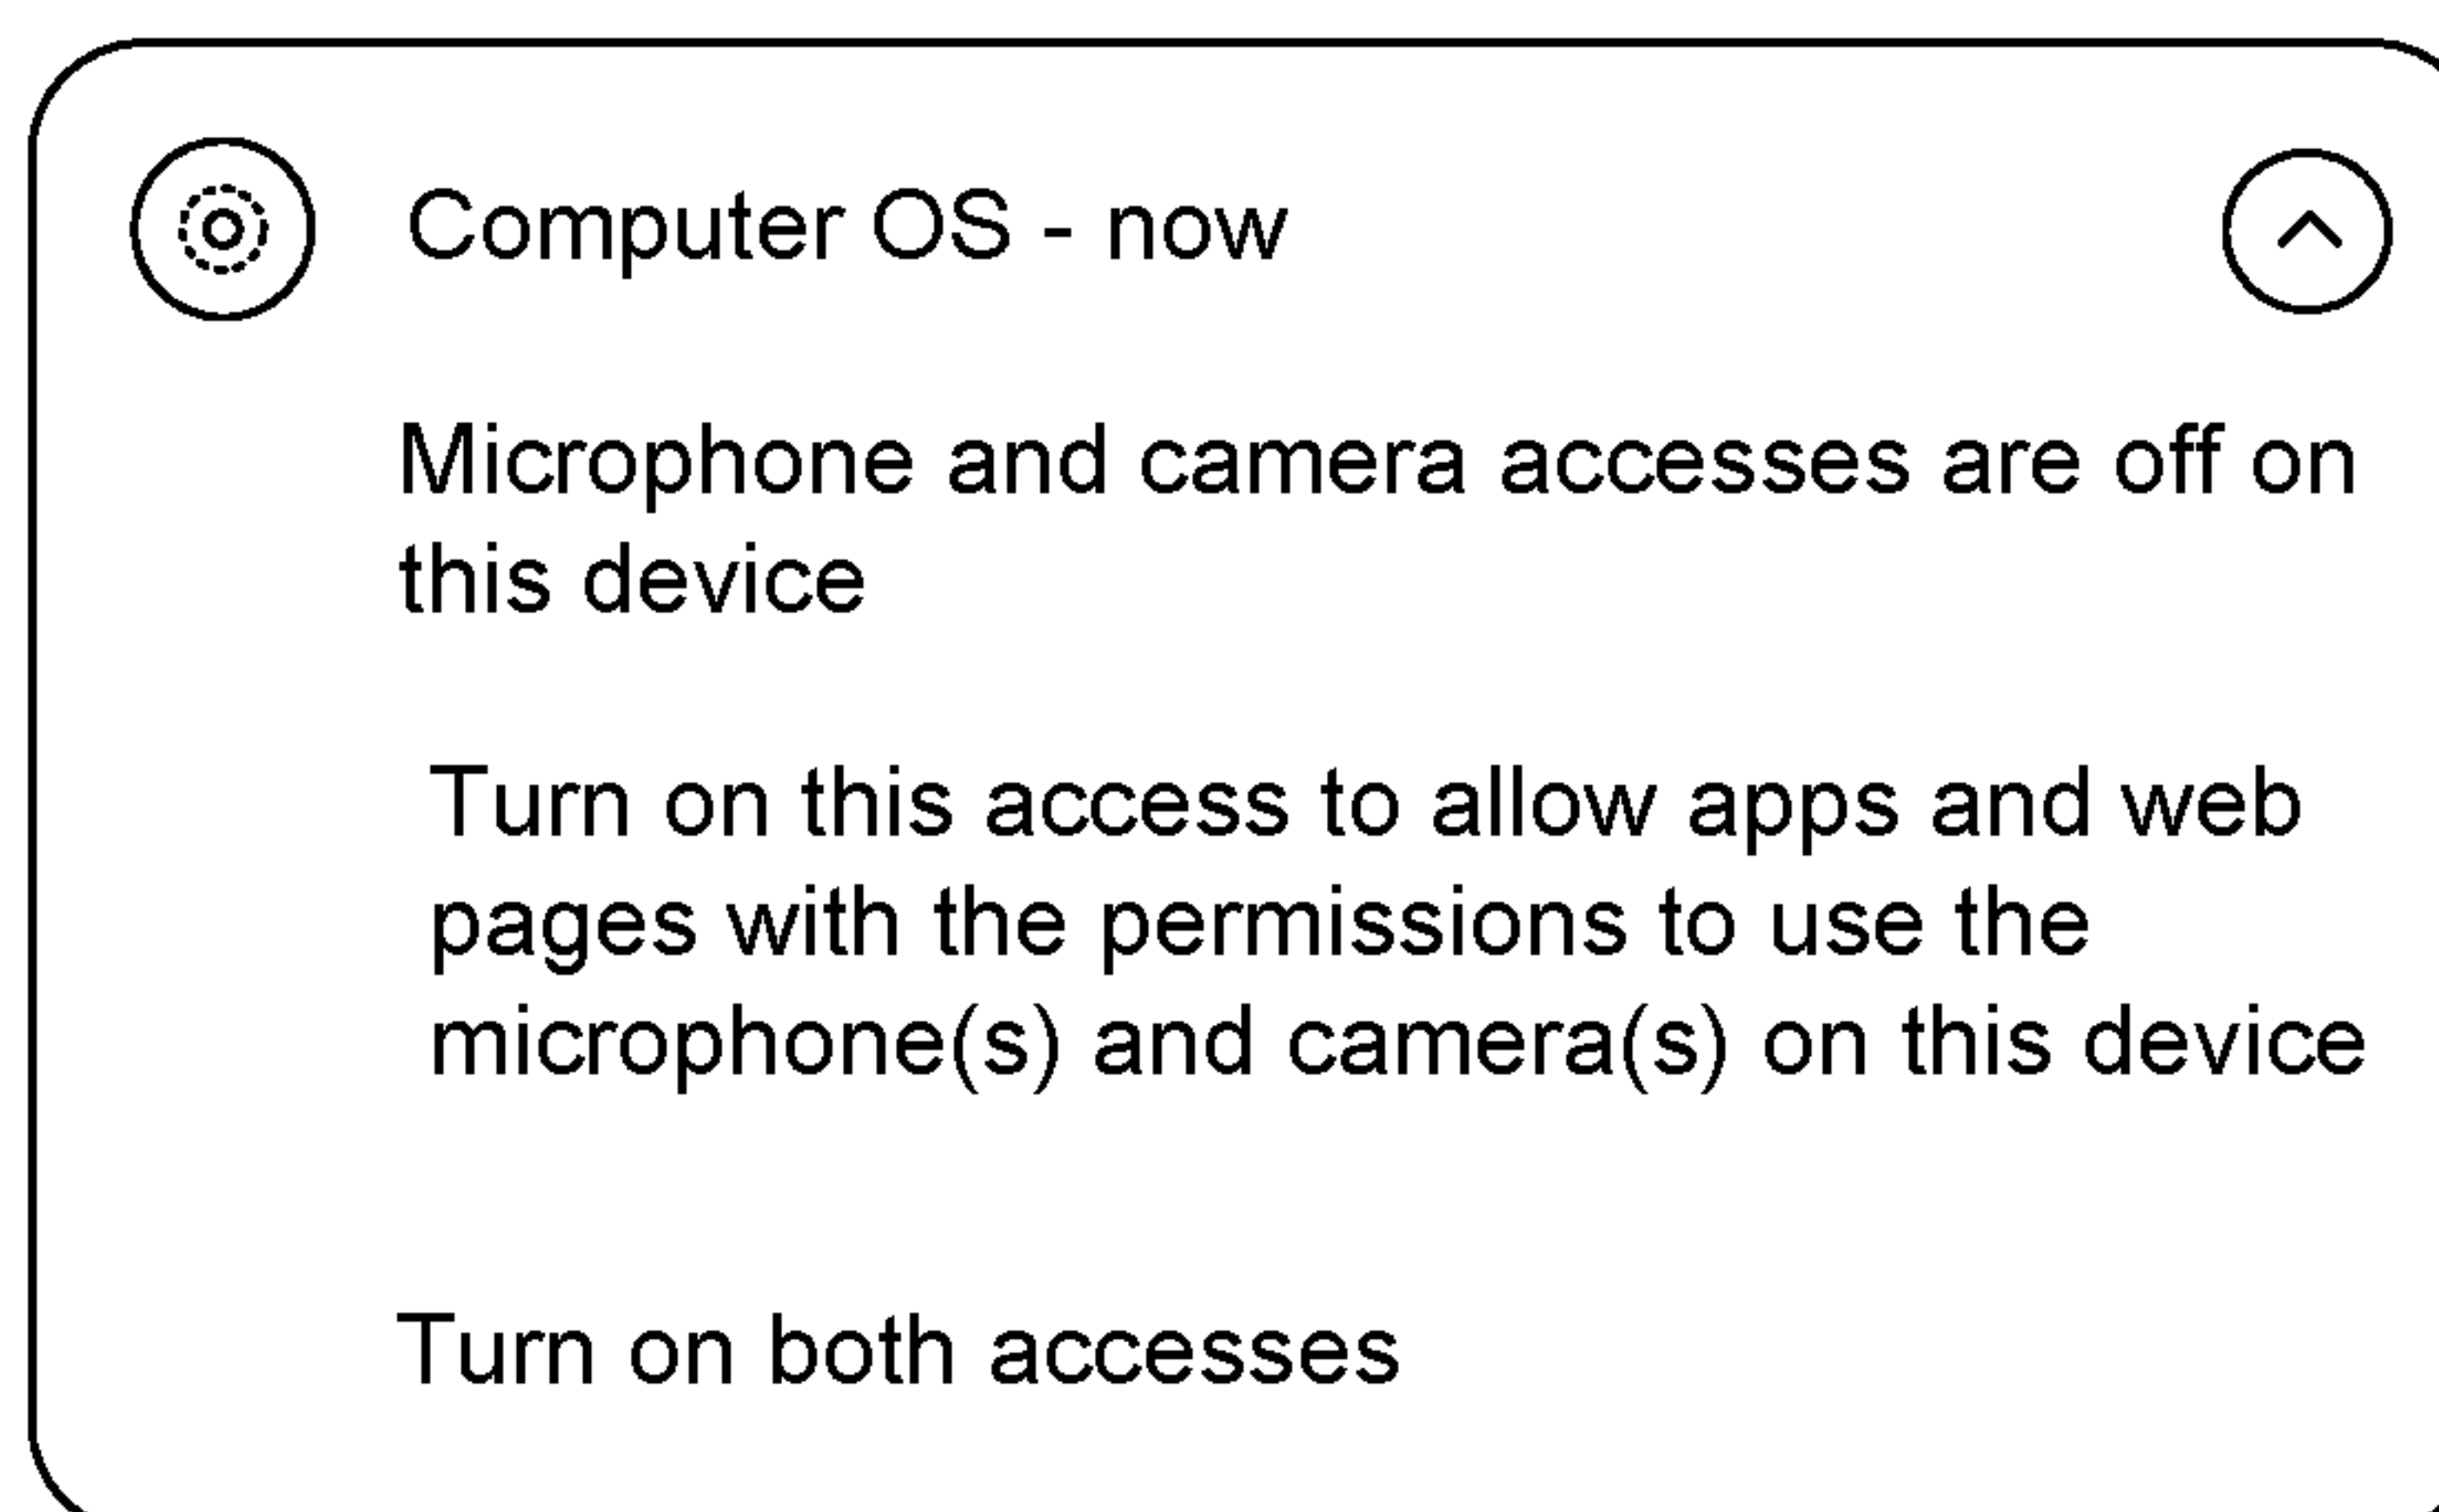 Computer OS - now
Microphone and camera accesses are off on
this device
Turn on this access to allow apps and web
pages with the permissions to use the
microphone(s) and camera(s) on this device
Turn on both accesses